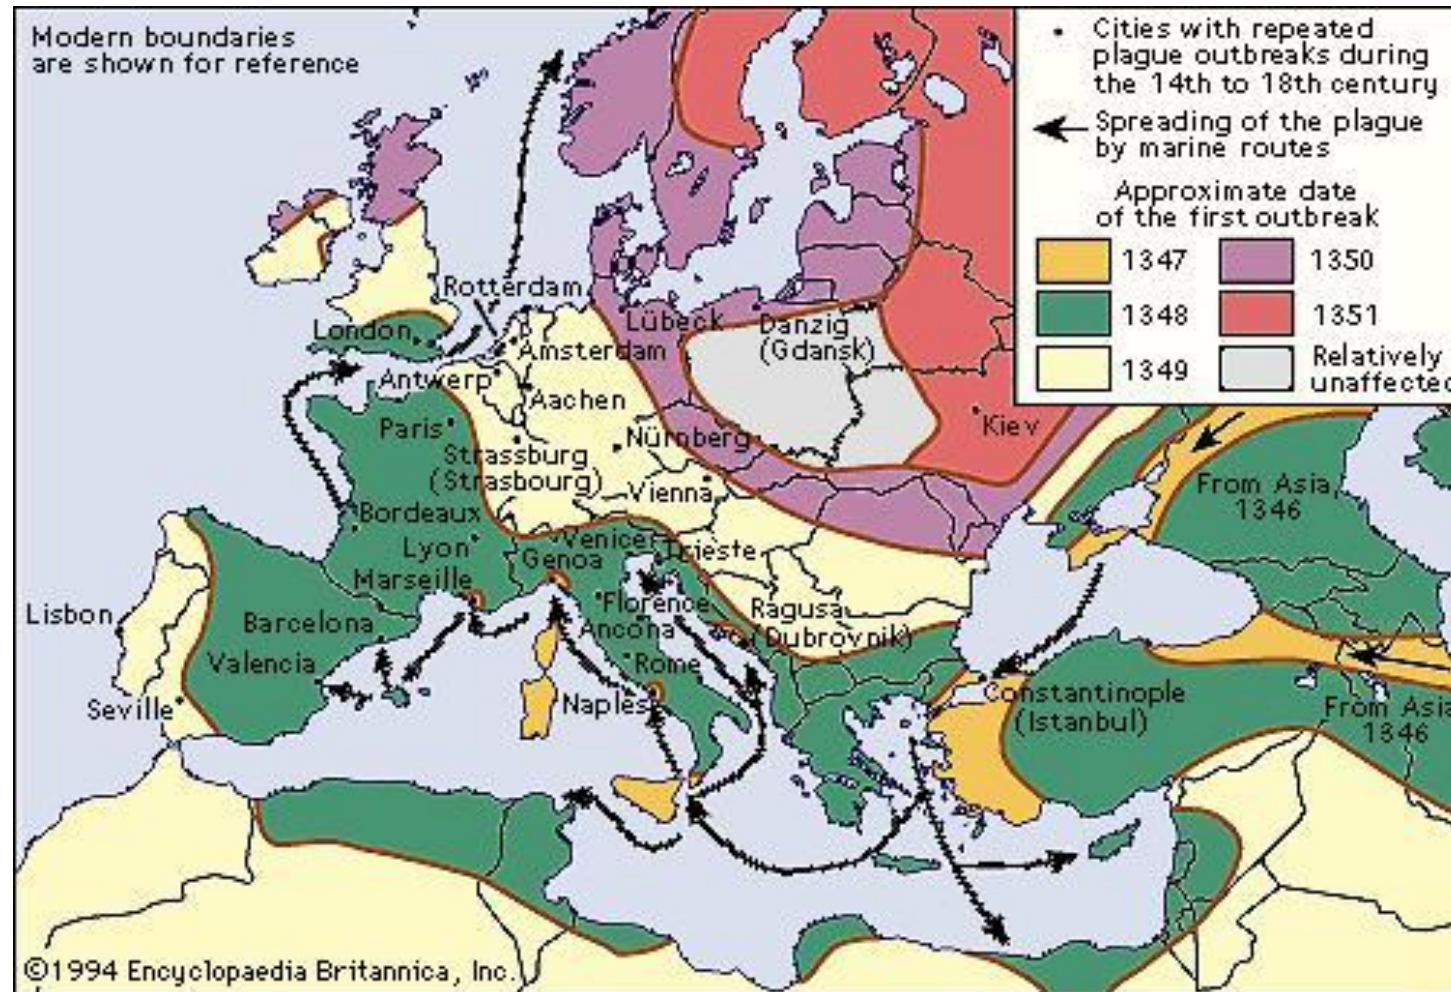 Modern boundaries
are shown for reference
Cities with repeated
plague outbreaks during
the 14th to 18th century
Spreading of the plague
by marine routes
Approximate date
of the first outbreak
1347
1350
1348
1351
1349
Relatively
unaffected
Rotterdam
London
Lübeck
Danzig
(Gdansk)
Amsterdam
Antwerp
Aachen
Paris
Nürnberg
Kiev
Strassburg
(Strasbourg)
Vienna
From Asia
1346
Bordeaux
Lyon
Venice
Trieste
Genoa
Marseille
Lisbon
Barcelona
Florence
Ragusa
(Dubrovnik)
Ancona
Valencia
Rome
Seville
Naples
Constantinople
(Istanbul)
From Asia
1346
©1994 Encyclopaedia Britannica, Inc.